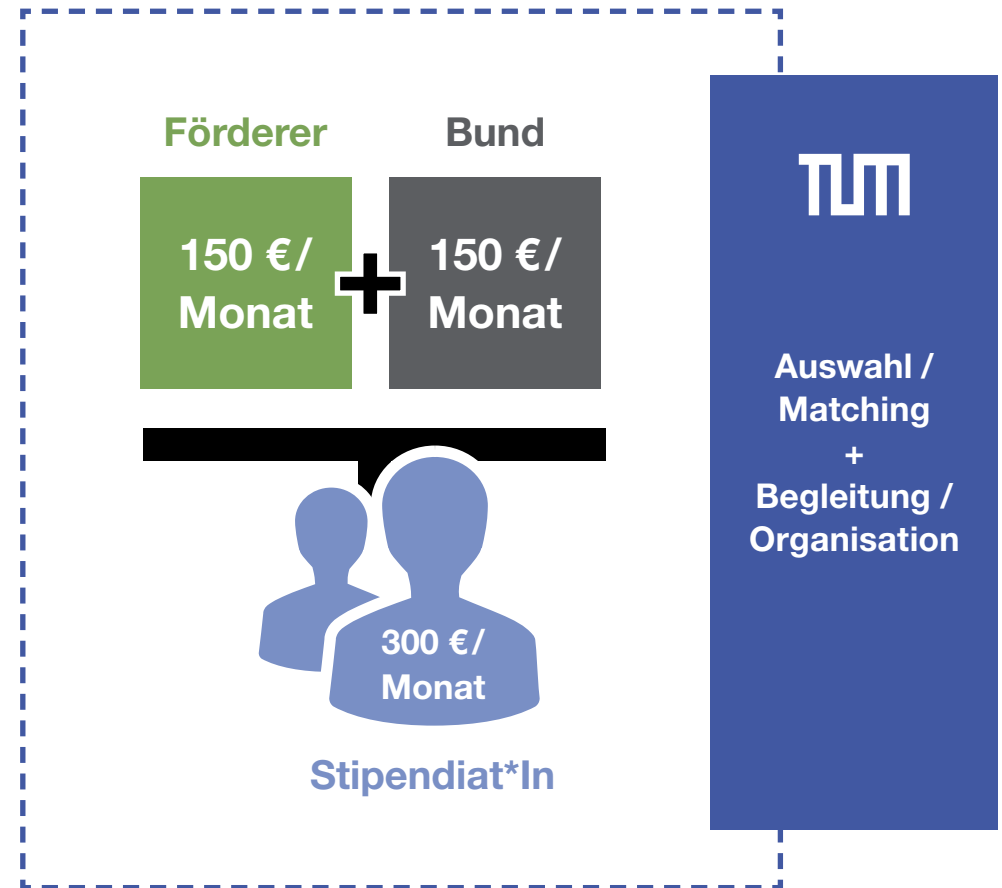 Förderer
Bund
150 €/
Monat
+
150 €/
Monat
300 €/
Monat
Stipendiat*In
TUM
Auswahl /
Matching
+
Begleitung /
Organisation